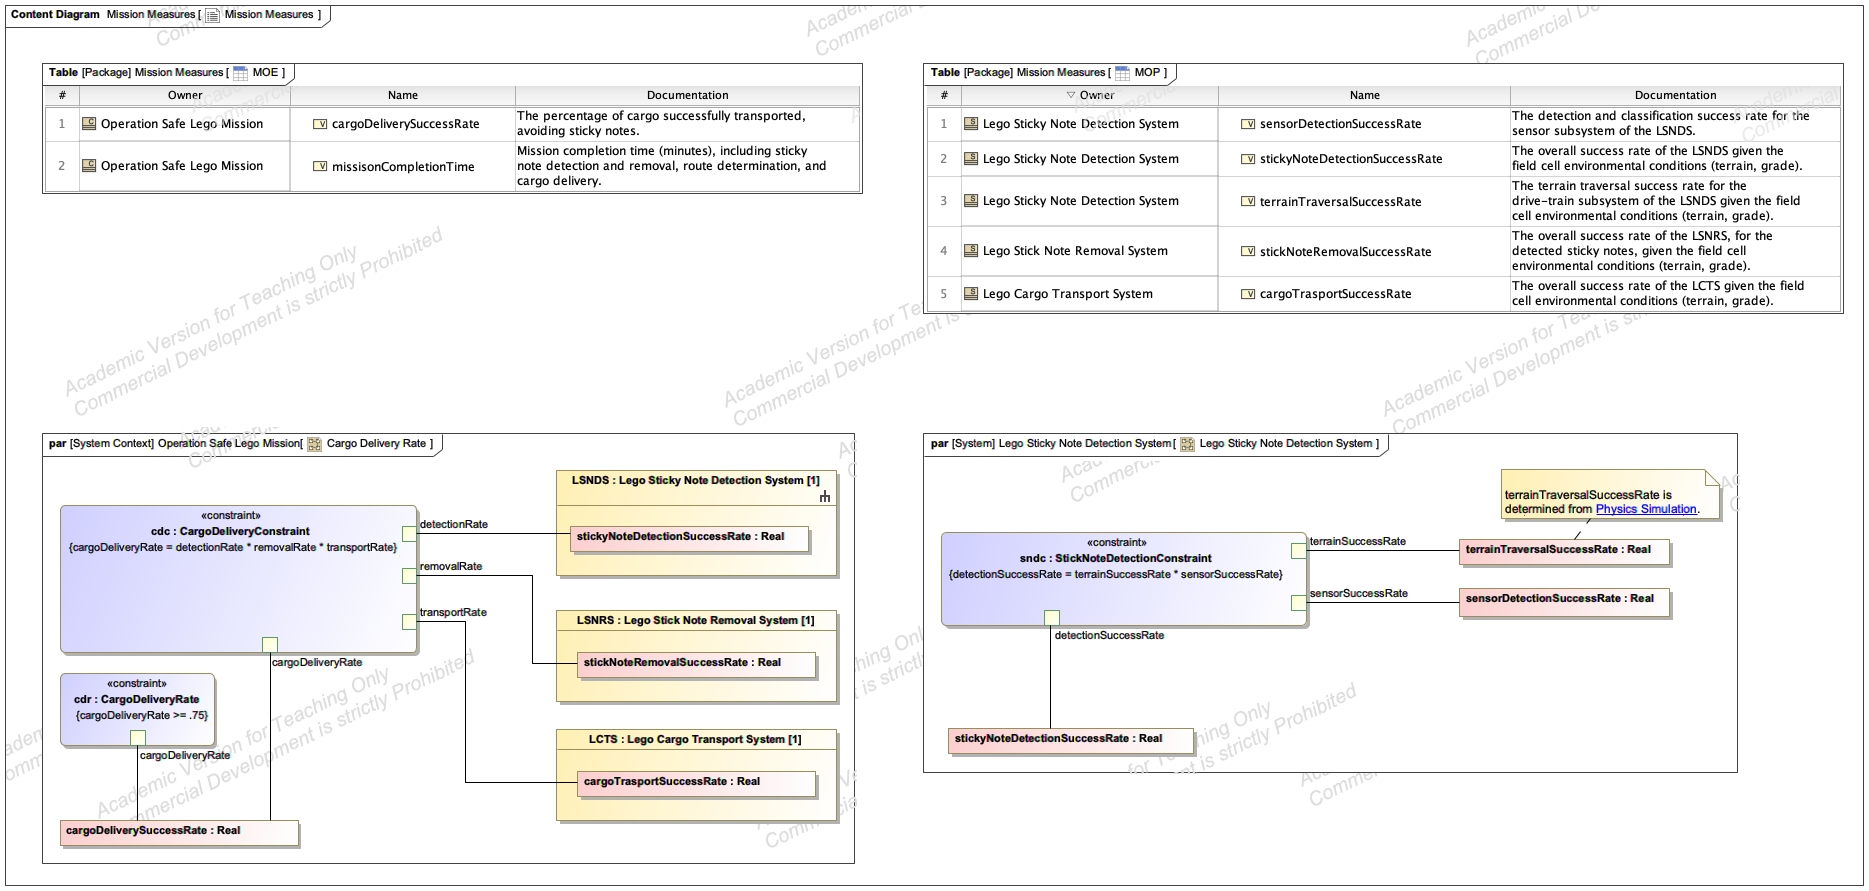 Content Diagram Mission Measures [ Mission Measures ]
Table [Package] Mission Measures [ MOE ]
# Owner Name Documentation
1 Operation Safe Lego Mission cargoDeliverySuccessRate The percentage of cargo successfully transported,
avoiding sticky notes.
2 Operation Safe Lego Mission missisonCompletionTime Mission completion time (minutes), including sticky
note detection and removal, route determination, and
cargo delivery.
Table [Package] Mission Measures [ MOP ]
# Owner Name Documentation
1 Lego Sticky Note Detection System sensorDetectionSuccessRate The detection and classification success rate for the
sensor subsystem of the LSNDS.
2 Lego Sticky Note Detection System stickyNoteDetectionSuccessRate The overall success rate of the LSNDS given the
field cell environmental conditions (terrain, grade).
3 Lego Sticky Note Detection System terrainTraversalSuccessRate The terrain traversal success rate for the
drive-train subsystem of the LSNDS given the field
cell environmental conditions (terrain, grade).
4 Lego Stick Note Removal System stickNoteRemovalSuccessRate The overall success rate of the LSNRS, for the
detected sticky notes, given the field cell
environmental conditions (terrain, grade).
5 Lego Cargo Transport System cargoTrasportSuccessRate The overall success rate of the LCTS given the field
cell environmental conditions (terrain, grade).
Academic Version for Teaching Only
Commercial Development is strictly Prohibited
par [System Context] Operation Safe Lego Mission[ Cargo Delivery Rate ]
«constraint»
cdc : CargoDeliveryConstraint
{cargoDeliveryRate = detectionRate * removalRate * transportRate}
detectionRate
removalRate
transportRate
cargoDeliveryRate
LSNDS : Lego Sticky Note Detection System [1]
stickyNoteDetectionSuccessRate : Real
LSNRS : Lego Stick Note Removal System [1]
stickNoteRemovalSuccessRate : Real
LCTS : Lego Cargo Transport System [1]
cargoTrasportSuccessRate : Real
«constraint»
cdr : CargoDeliveryRate
{cargoDeliveryRate >= .75}
cargoDeliveryRate
cargoDeliverySuccessRate : Real
Academic Version for Teaching Only
Commercial Development is strictly Prohibited
par [System] Lego Sticky Note Detection System [ Lego Sticky Note Detection System ]
terrainTraversalSuccessRate is
determined from Physics Simulation.
«constraint»
sndc : StickNoteDetectionConstraint
{detectionSuccessRate = terrainSuccessRate * sensorSuccessRate}
terrainSuccessRate
sensorSuccessRate
detectionSuccessRate
terrainTraversalSuccessRate : Real
sensorDetectionSuccessRate : Real
stickyNoteDetectionSuccessRate : Real